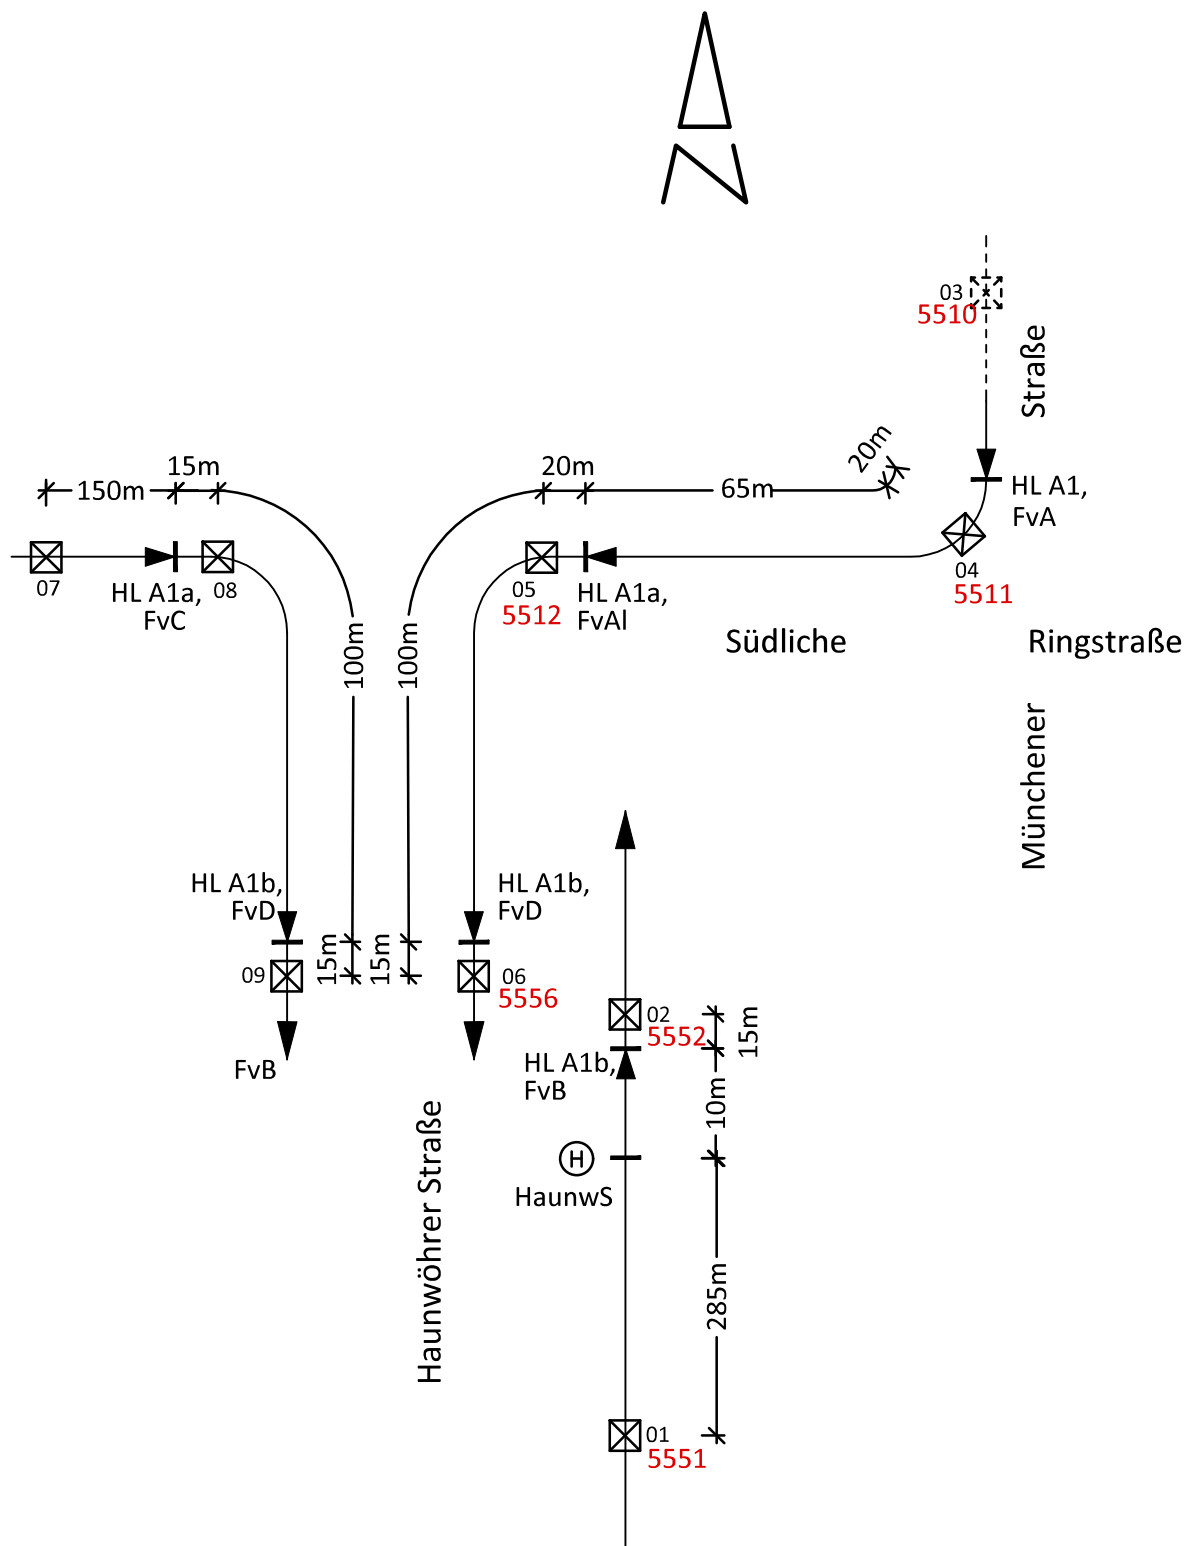 N
03
5510
Straße
20m
15m
20m
150m
65m
HL A1,
FvA
07
HL A1a,
FvC
08
05
5512
HL A1a,
FvAl
04
5511
100m
100m
Südliche
Ringstraße
Münchener
HL A1b,
FvD
HL A1b,
FvD
09
15m
15m
06
5556
02
5552
15m
FvB
HL A1b,
FvB
10m
Haunwöhrer Straße
H
HaunwS
285m
01
5551